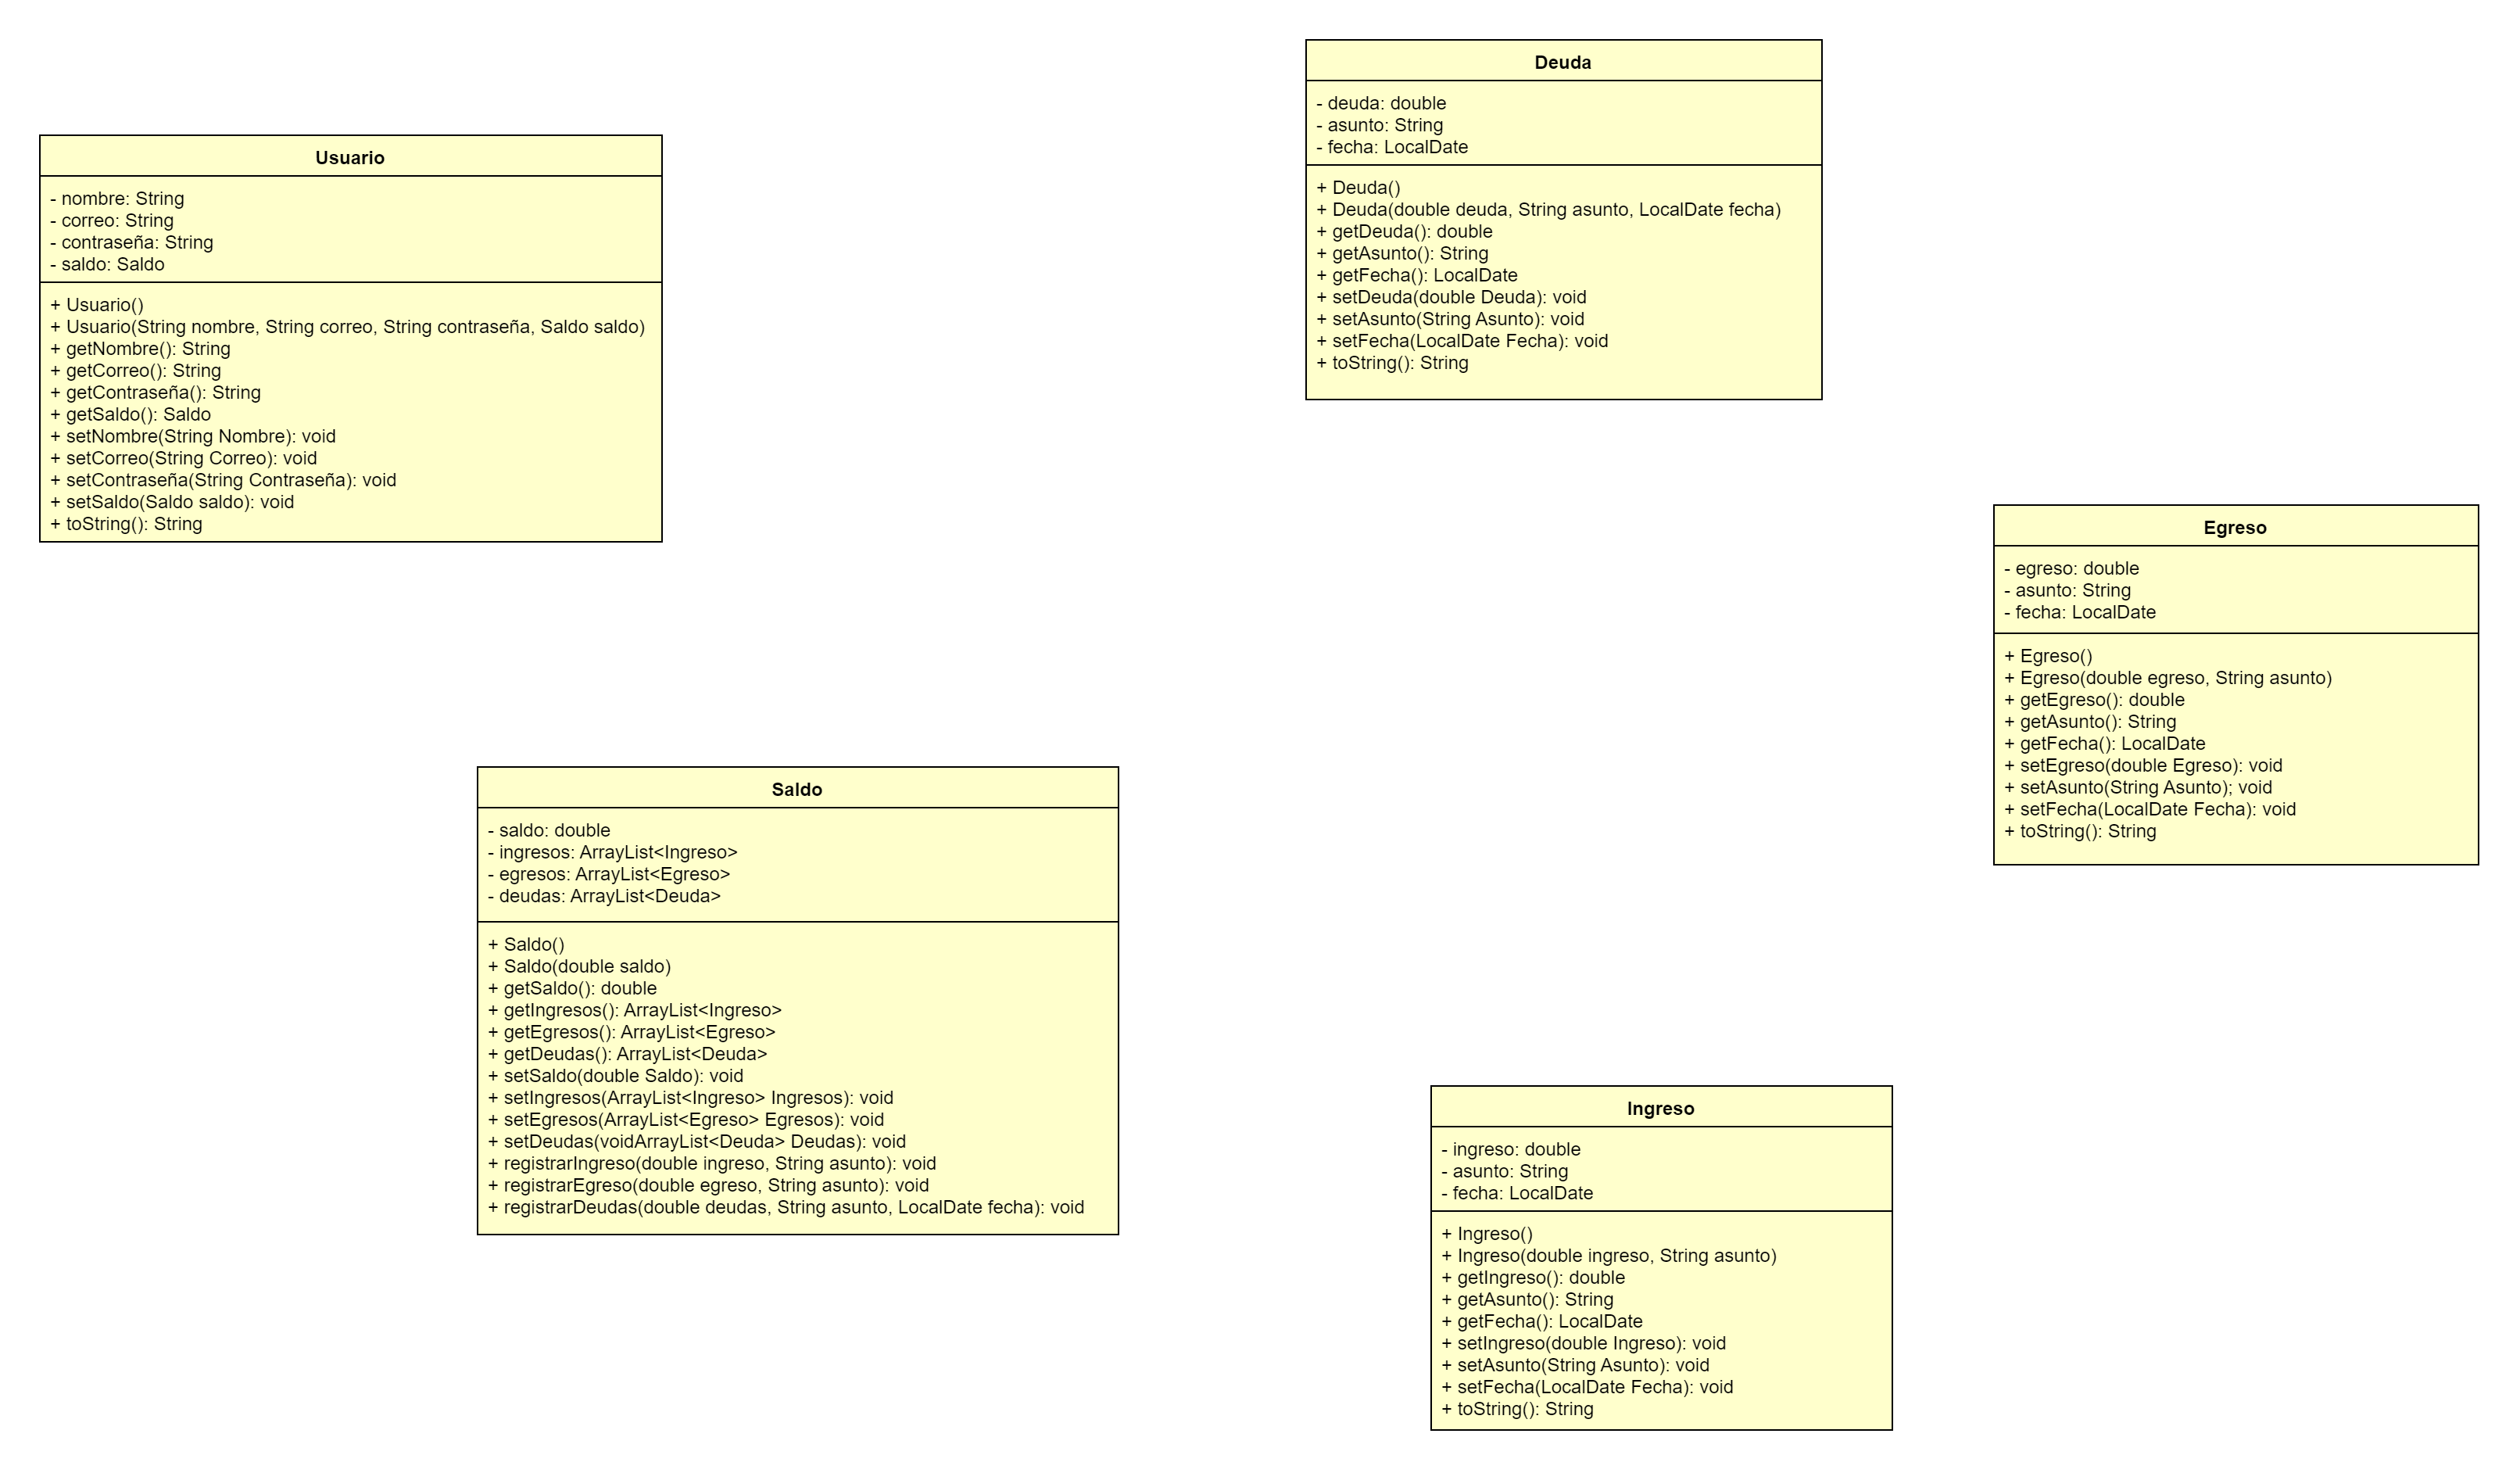 Usuario
- nombre: String
- correo: String
- contraseña: String
- saldo: Saldo
+ Usuario()
+ Usuario(String nombre, String correo, String contraseña, Saldo saldo)
+ getNombre(): String
+ getCorreo(): String
+ getContraseña(): String
+ getSaldo(): Saldo
+ setNombre(String Nombre): void
+ setCorreo(String Correo): void
+ setContraseña(String Contraseña): void
+ setSaldo(Saldo saldo): void
+ toString(): String
Deuda
- deuda: double
- asunto: String
- fecha: LocalDate
+ Deuda()
+ Deuda(double deuda, String asunto, LocalDate fecha)
+ getDeuda(): double
+ getAsunto(): String
+ getFecha(): LocalDate
+ setDeuda(double Deuda): void
+ setAsunto(String Asunto): void
+ setFecha(LocalDate Fecha): void
+ toString(): String
Egreso
- egreso: double
- asunto: String
- fecha: LocalDate
+ Egreso()
+ Egreso(double egreso, String asunto)
+ getEgreso(): double
+ getAsunto(): String
+ getFecha(): LocalDate
+ setEgreso(double Egreso): void
+ setAsunto(String Asunto); void
+ setFecha(LocalDate Fecha): void
+ toString(): String
Saldo
- saldo: double
- ingresos: ArrayList<Ingreso>
- egresos: ArrayList<Egreso>
- deudas: ArrayList<Deuda>
+ Saldo()
+ Saldo(double saldo)
+ getSaldo(): double
+ getIngresos(): ArrayList<Ingreso>
+ getEgresos(): ArrayList<Egreso>
+ getDeudas(): ArrayList<Deuda>
+ setSaldo(double Saldo): void
+ setIngresos(ArrayList<Ingreso> Ingresos): void
+ setEgresos(ArrayList<Egreso> Egresos): void
+ setDeudas(voidArrayList<Deuda> Deudas): void
+ registrarIngreso(double ingreso, String asunto): void
+ registrarEgreso(double egreso, String asunto): void
+ registrarDeudas(double deudas, String asunto, LocalDate fecha): void
Ingreso
- ingreso: double
- asunto: String
- fecha: LocalDate
+ Ingreso()
+ Ingreso(double ingreso, String asunto)
+ getIngreso(): double
+ getAsunto(): String
+ getFecha(): LocalDate
+ setIngreso(double Ingreso): void
+ setAsunto(String Asunto): void
+ setFecha(LocalDate Fecha): void
+ toString(): String